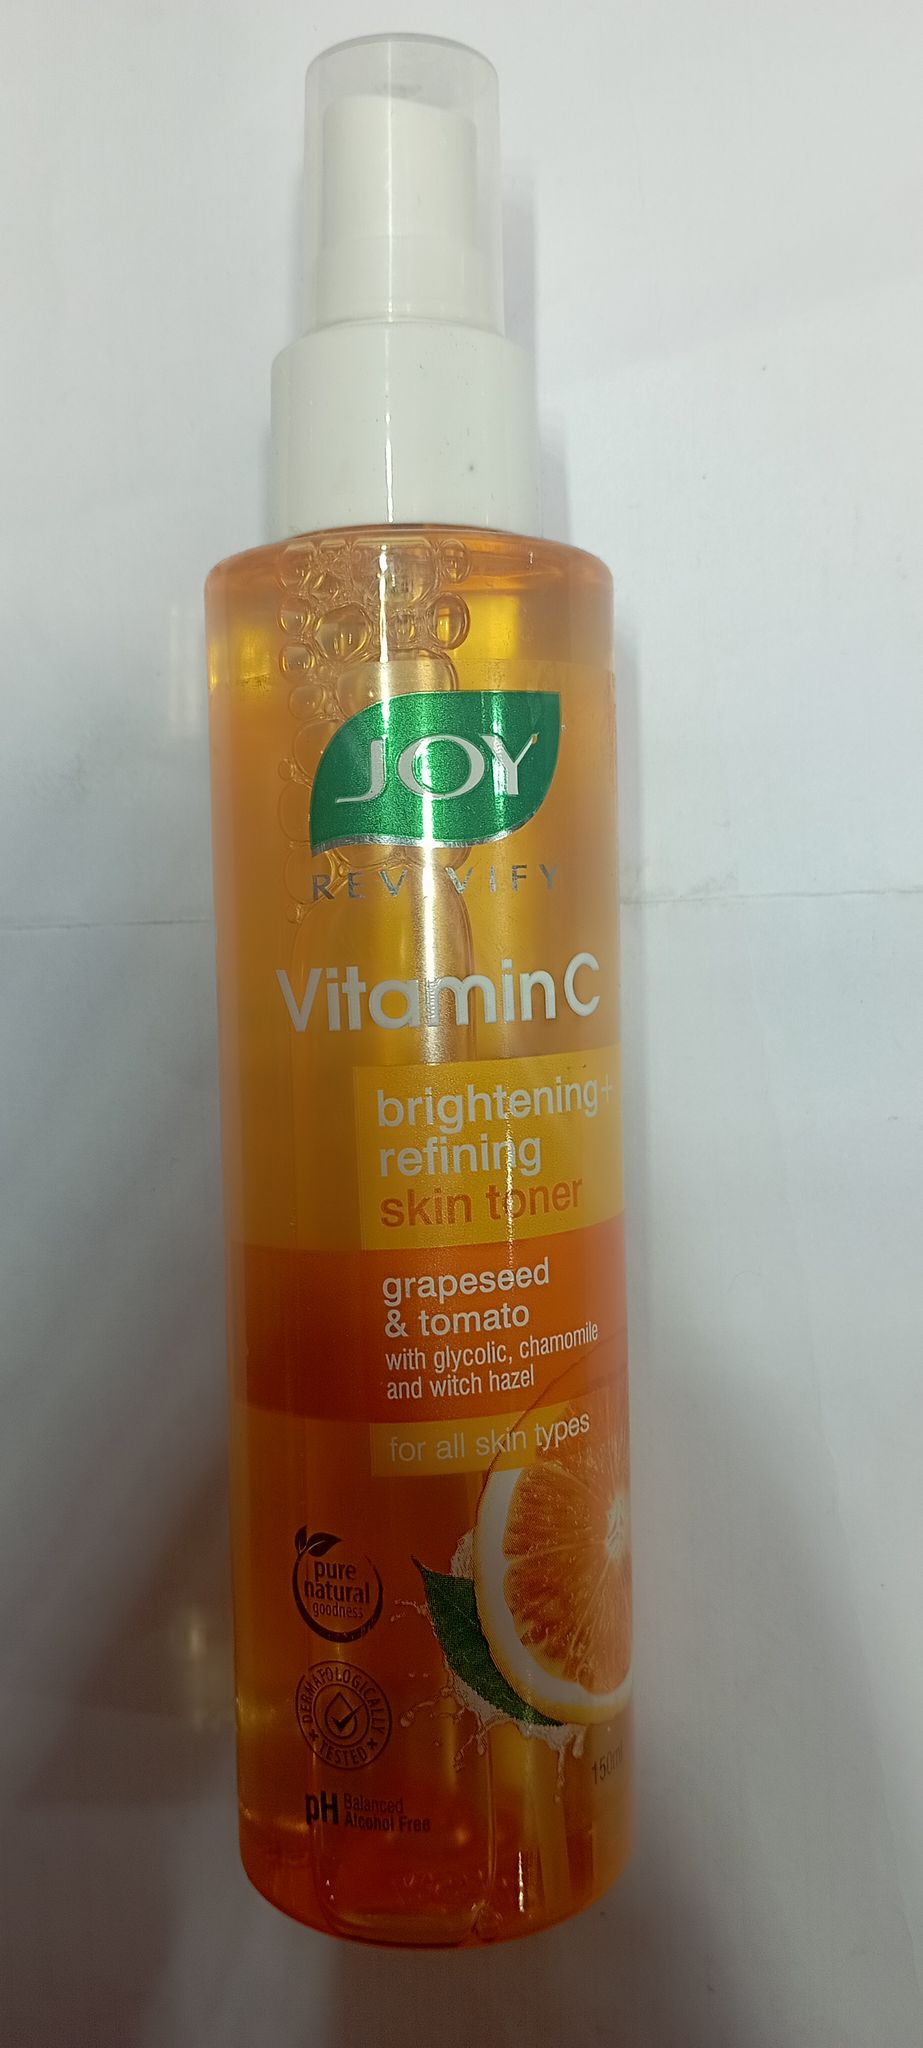 JOY
REVIVIFY
Vitamin C
brightening+
refining
skin toner
grapeseed
& tomato
with glycolic, chamomile
and witch hazel
for all skin types
pure
natural
goodness
DERMATOLOGICALLY
TESTED
150ml
pH Balanced
Alcohol Free